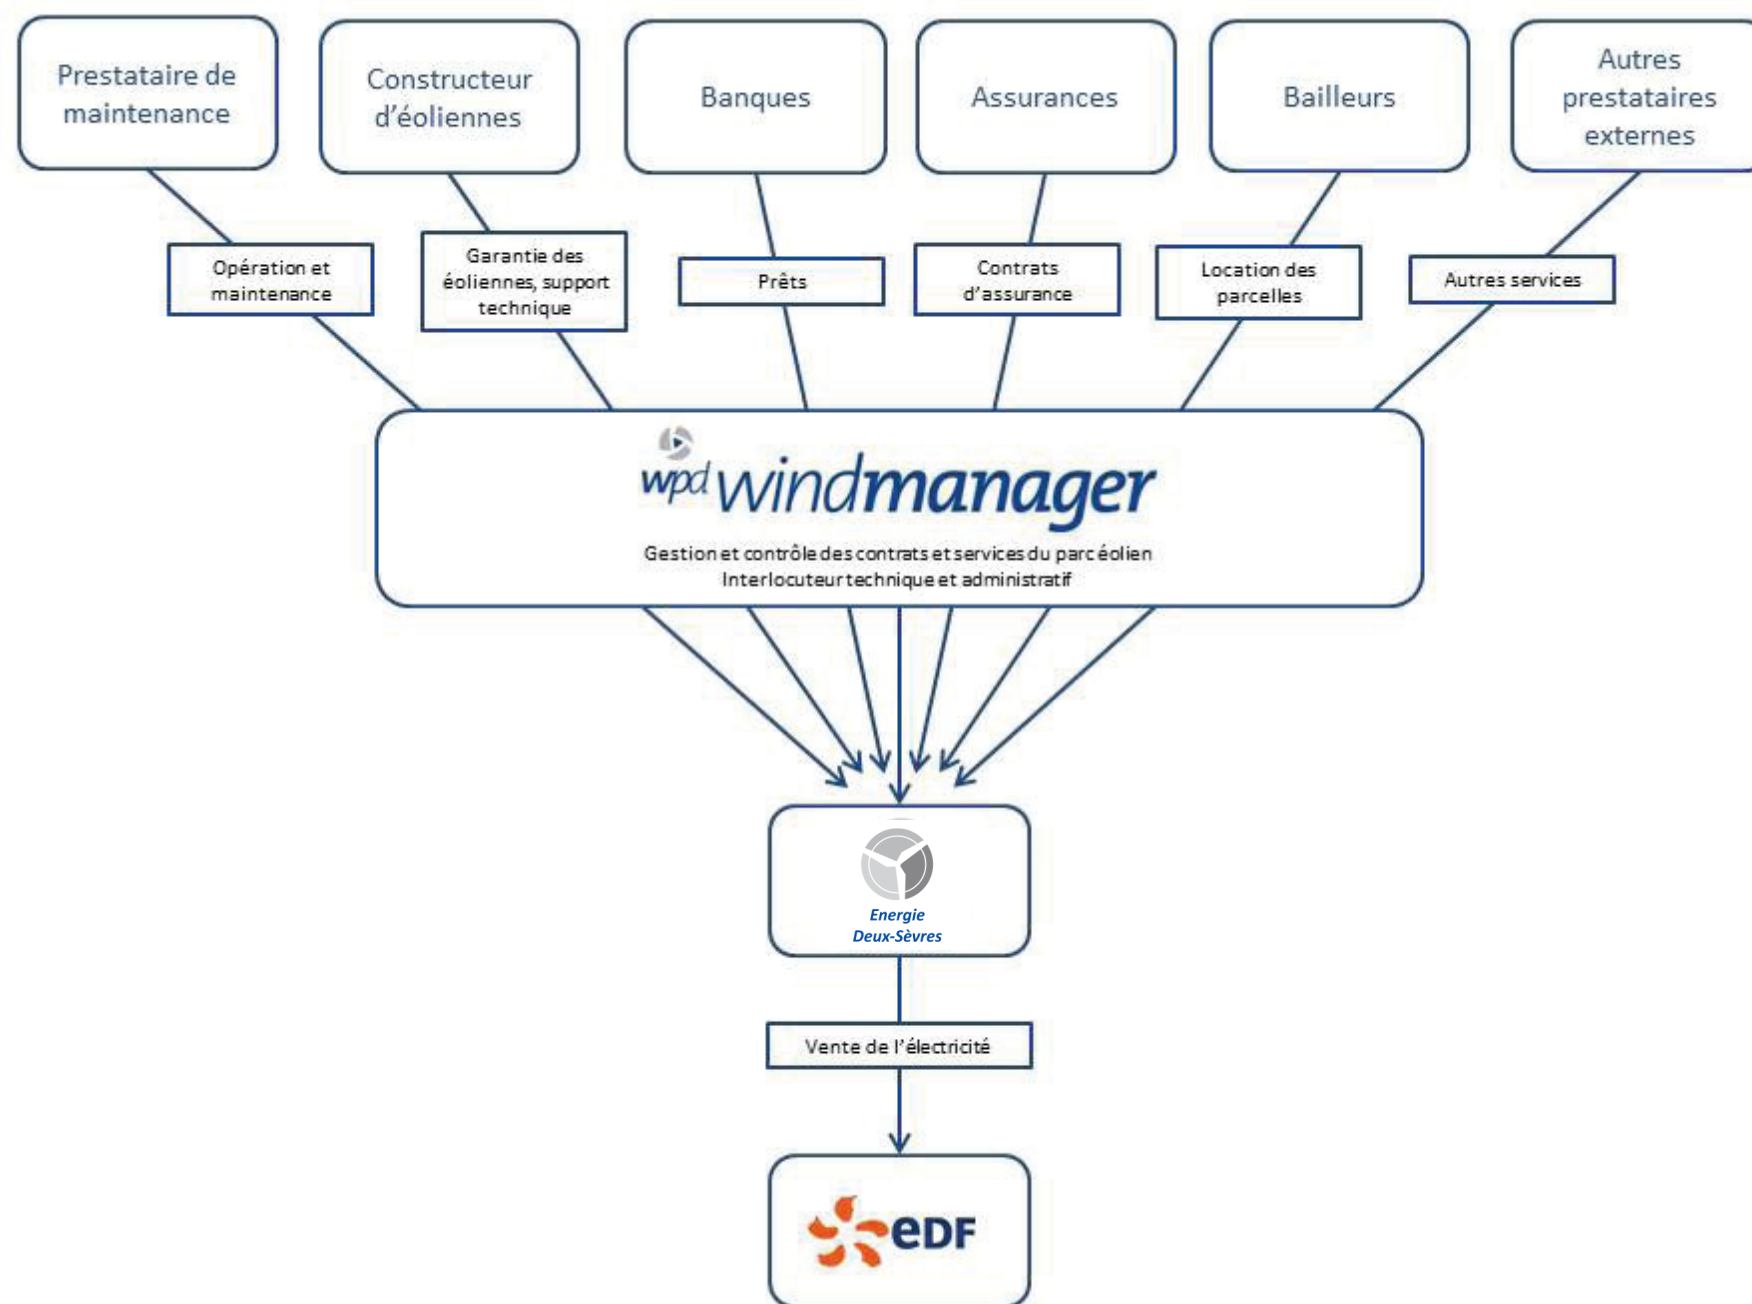 Prestataire de
maintenance
Constructeur
d'éoliennes
Banques
Assurances
Bailleurs
Autres
prestataires
externes
Opération et
maintenance
Garantie des
éoliennes, support
technique
Prêts
Contrats
d'assurance
Location des
parcelles
Autres services
wpd windmanager
Gestion et contrôle des contrats et services du parc éolien
Interlocuteur technique et administratif
Energie
Deux-Sèvres
Vente de l'électricité
eDF